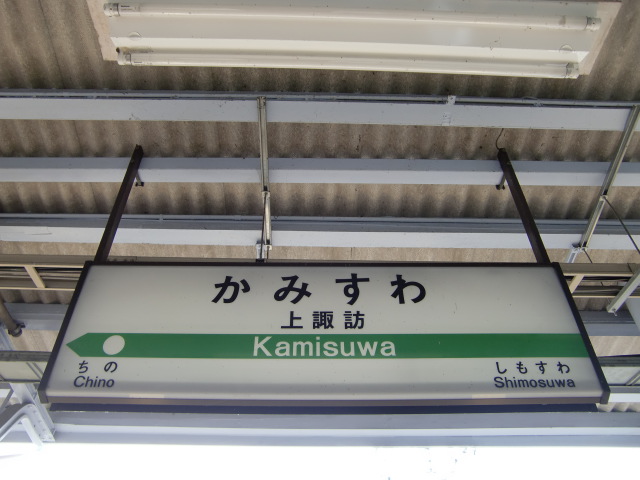 かみすわ
上諏訪
Kamisuwa
ちの
Chino
しもすわ
Shimosuwa